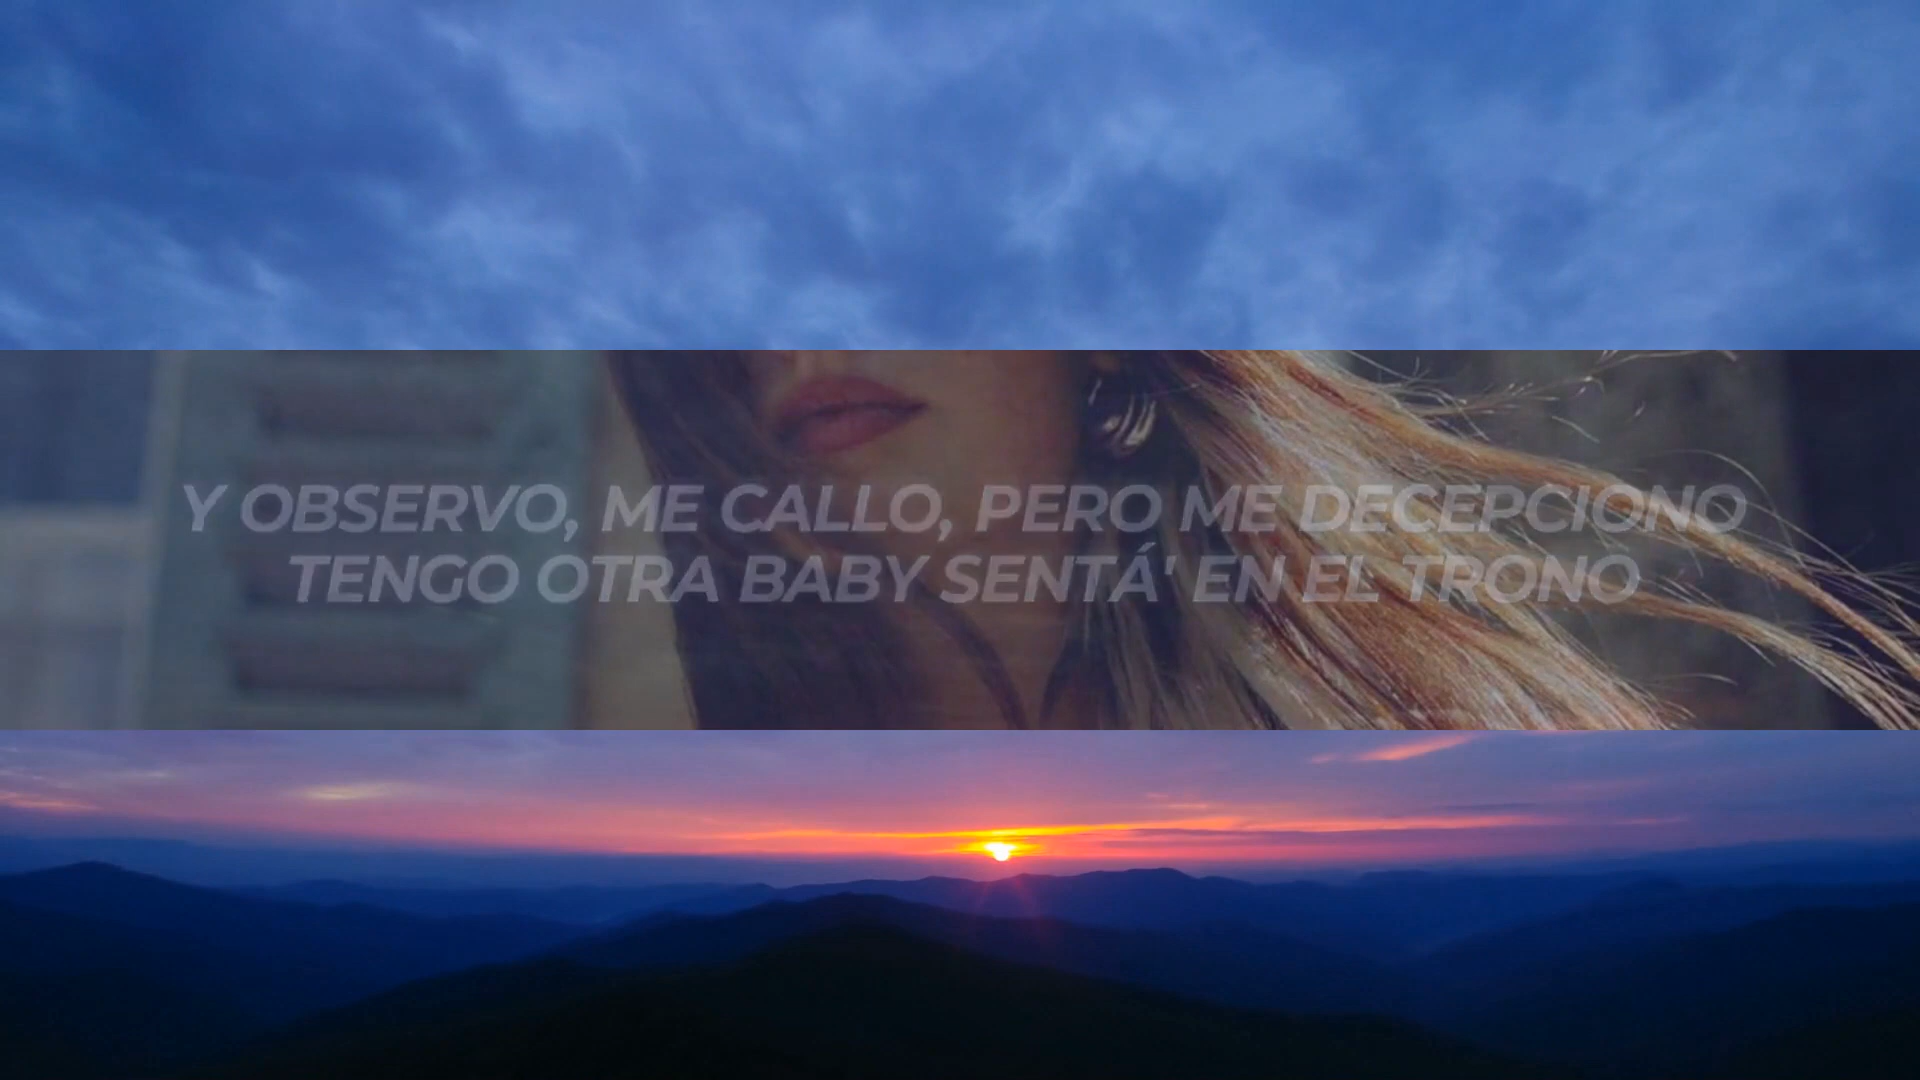 Y OBSERVO, ME CALLO, PERO ME DECEPCIONO
TENGO OTRA BABY SENTÁ' EN EL TRONO